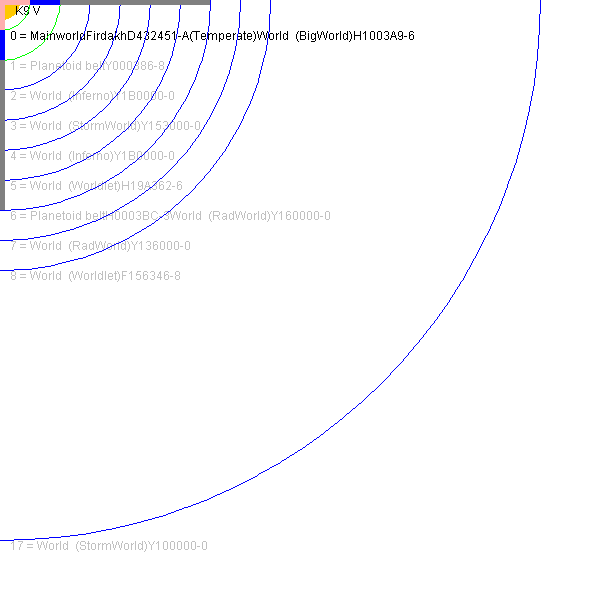 K9 V
0 = MainworldFirdakhD432451-A(Temperate)World (BigWorld)H1003A9-6
1 = Planetoid beltY000386-8
2 = World (Inferno)Y1B0000-0
3 = World (StormWorld)Y153000-0
4 = World (Inferno)Y1B0000-0
5 = World (Worldlet)H19A362-6
6 = Planetoid beltH0003BC-5World (RadWorld)Y160000-0
7 = World (RadWorld)Y136000-0
8 = World (Worldlet)F156346-8
17 = World (StormWorld)Y100000-0